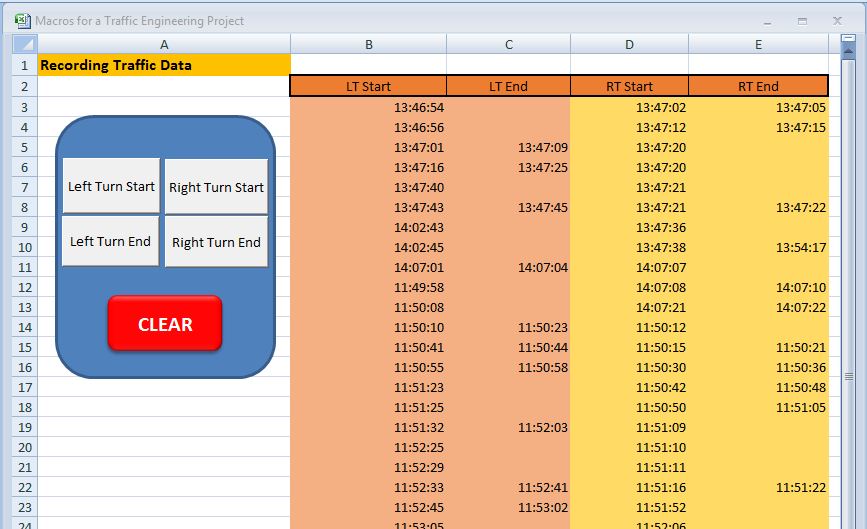 Macros for a Traffic Engineering Project
A B C D E
1 Recording Traffic Data
2 LT Start LT End RT Start RT End
3 13:46:54 13:47:02 13:47:05
4 13:46:56 13:47:12 13:47:15
5 13:47:01 13:47:09 13:47:20
6 13:47:16 13:47:25 13:47:20
7 Left Turn Start Right Turn Start 13:47:40 13:47:21
8 13:47:43 13:47:45 13:47:21 13:47:22
9 14:02:43 13:47:36
10 Left Turn End Right Turn End 14:02:45 13:47:38 13:54:17
11 14:07:01 14:07:04 14:07:07
12 11:49:58 14:07:08 14:07:10
13 11:50:08 14:07:21 14:07:22
14 CLEAR 11:50:10 11:50:23 11:50:12
15 11:50:41 11:50:44 11:50:15 11:50:21
16 11:50:55 11:50:58 11:50:30 11:50:36
17 11:51:23 11:50:42 11:50:48
18 11:51:25 11:50:50 11:51:05
19 11:51:32 11:52:03 11:51:09
20 11:52:25 11:51:10
21 11:52:29 11:51:11
22 11:52:33 11:52:41 11:51:16 11:51:22
23 11:52:45 11:53:02 11:51:52
24 11:53:05 11:52:06